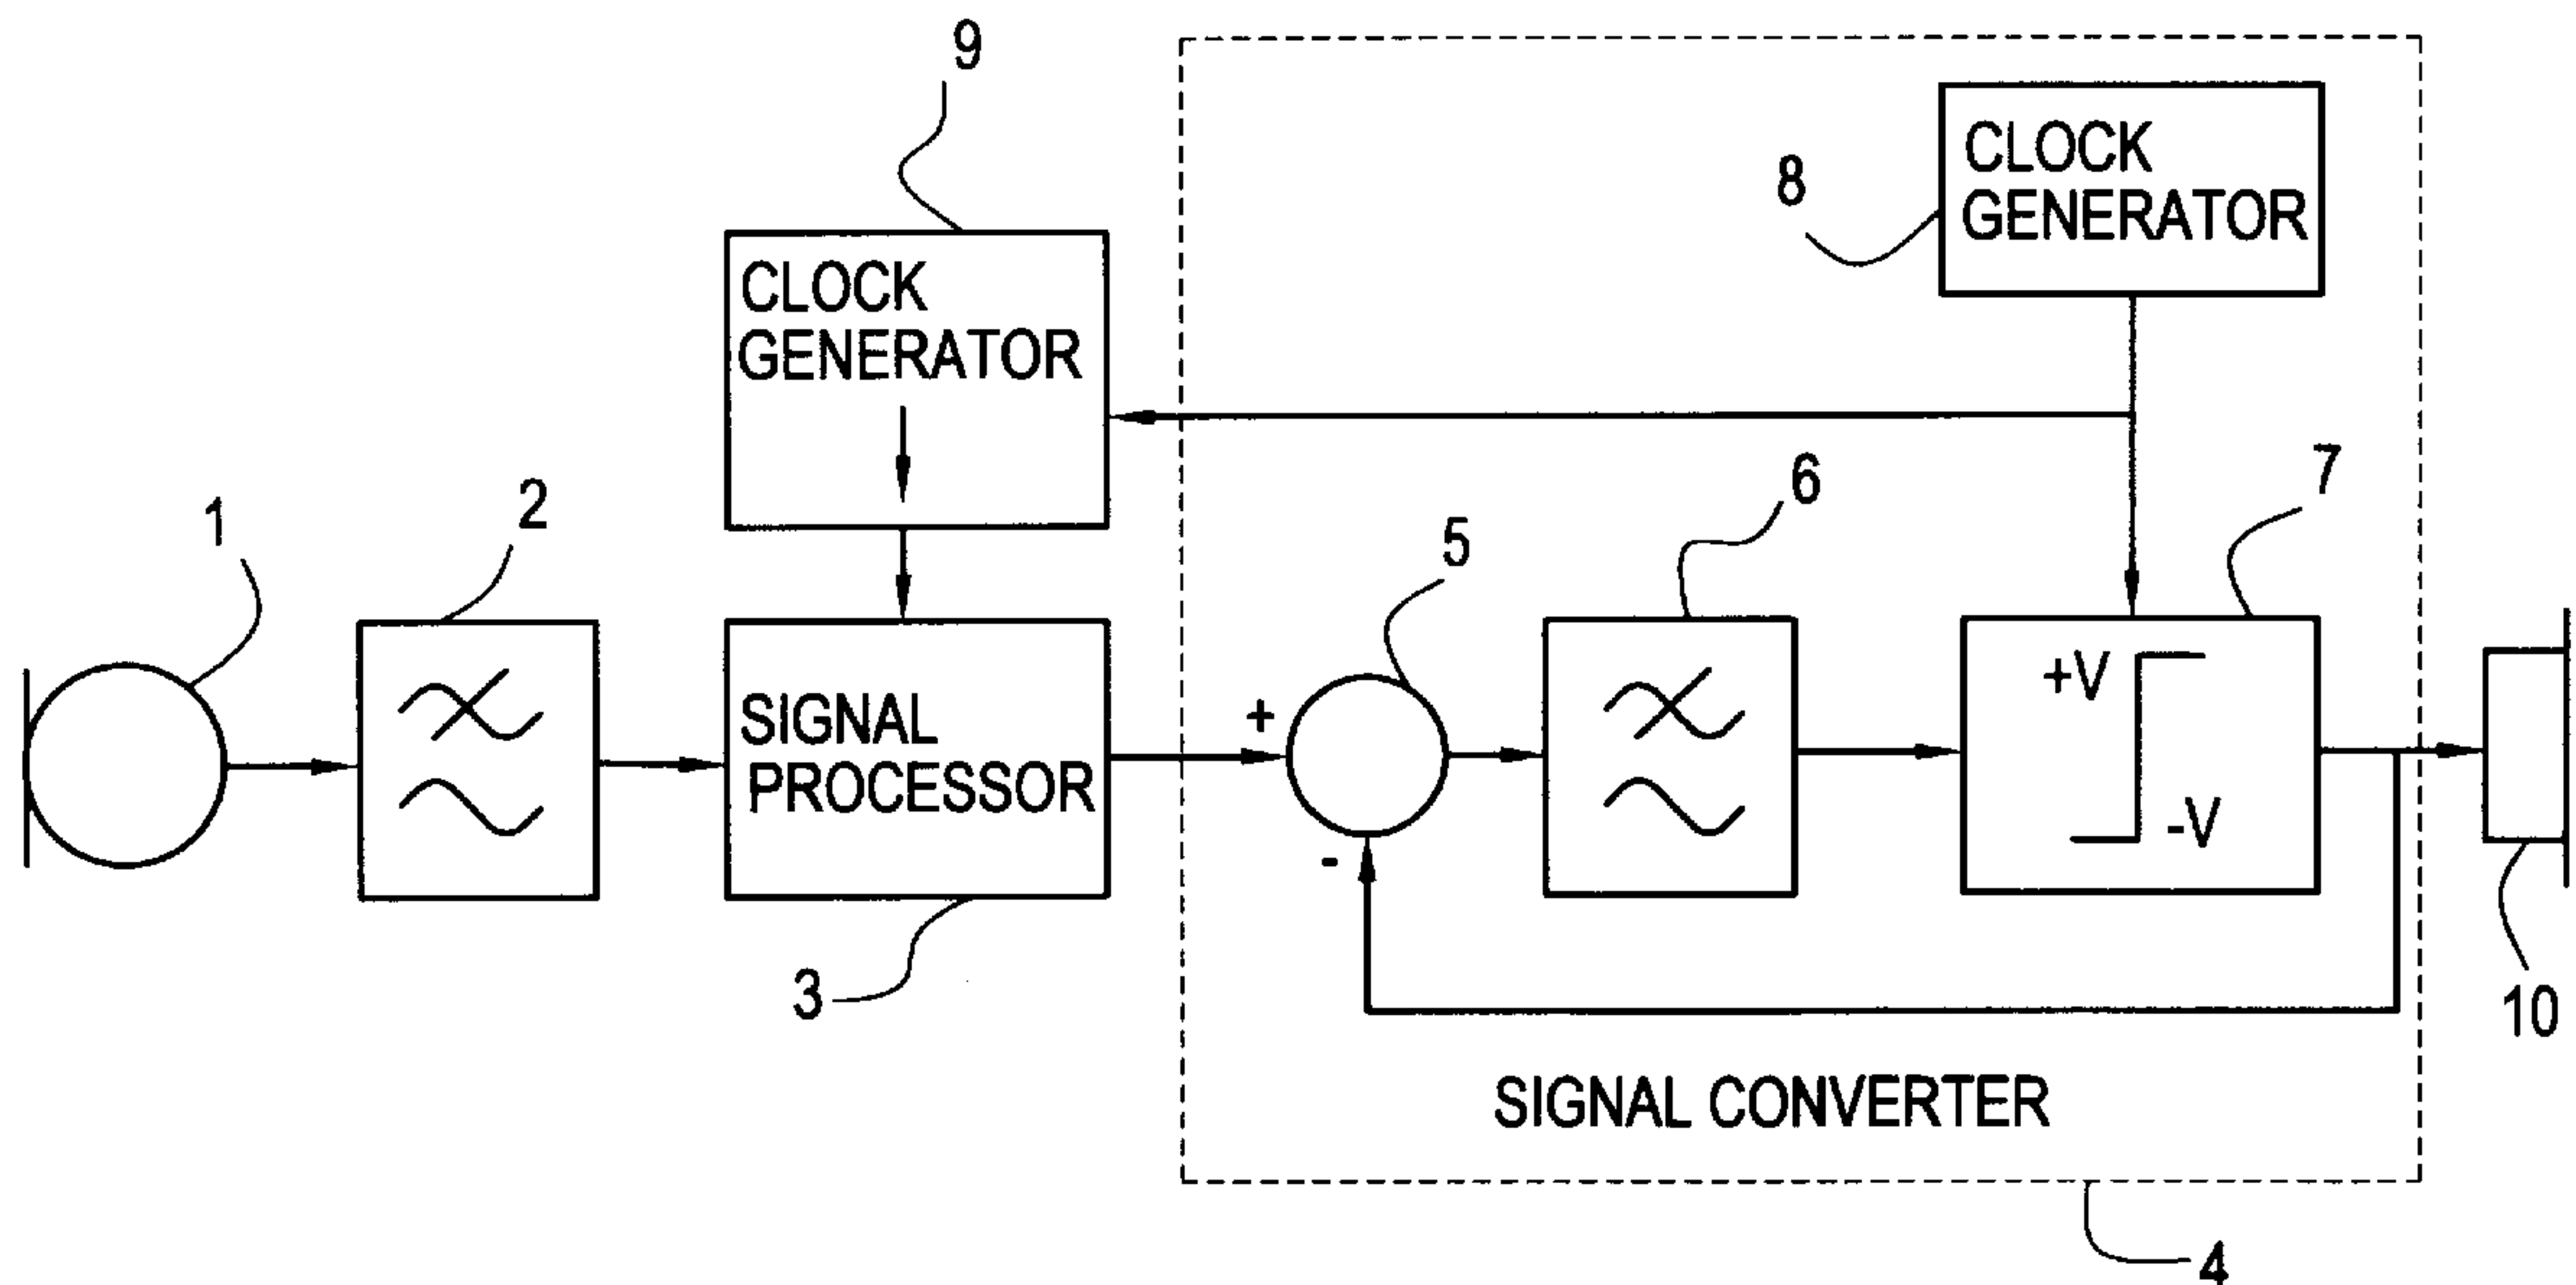 9
CLOCK
GENERATOR
8
CLOCK
GENERATOR
1
2
5
6
7
SIGNAL
PROCESSOR
+
-
+V
-V
3
10
SIGNAL CONVERTER
4